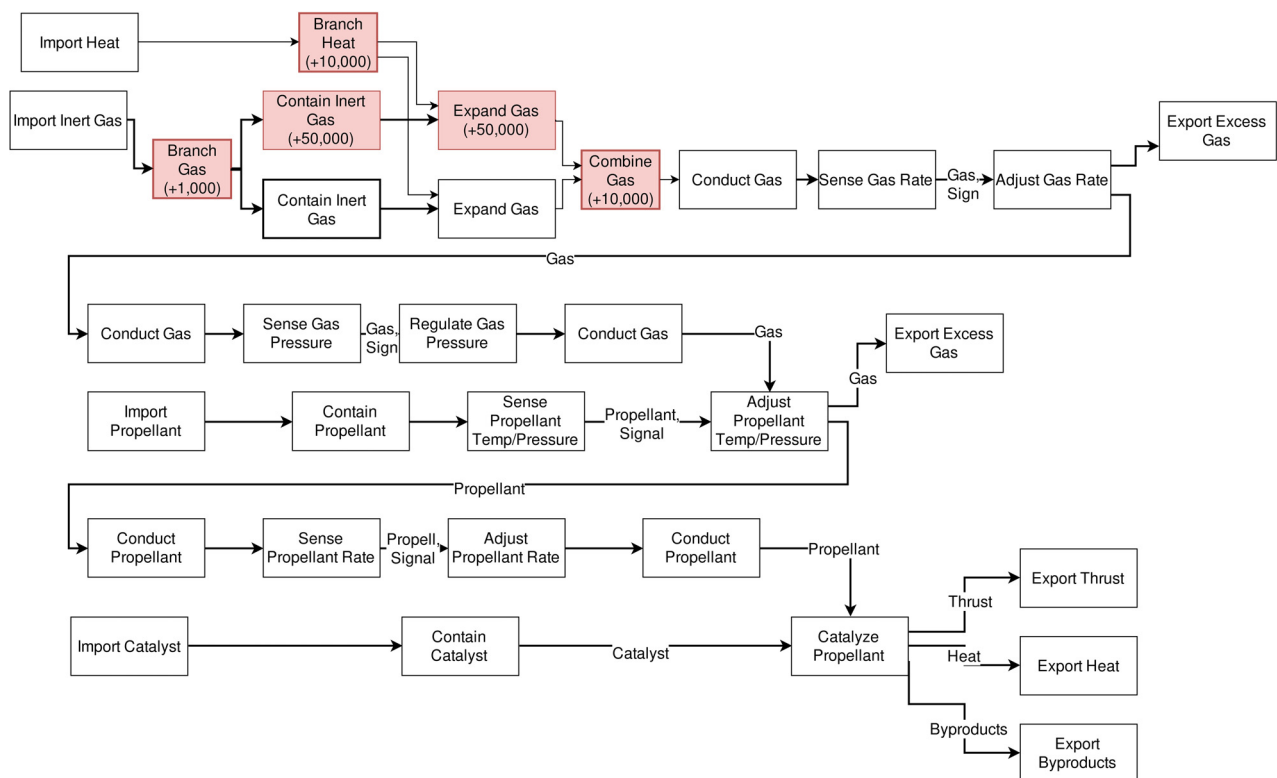 Import Heat
Branch
Heat
(+10,000)
Import Inert Gas
Branch
Gas
(+1,000)
Contain Inert
Gas
(+50,000)
Expand Gas
(+50,000)
Contain Inert
Gas
Expand Gas
Combine
Gas
(+10,000)
Conduct Gas
Sense Gas Rate
Gas,
Sign
Adjust Gas Rate
Export Excess
Gas
Gas
Conduct Gas
Sense Gas
Pressure
Gas,
Sign
Regulate Gas
Pressure
Conduct Gas
Gas
Export Excess
Gas
Gas
Import
Propellant
Contain
Propellant
Sense
Propellant
Temp/Pressure
Propellant,
Signal
Adjust
Propellant
Temp/Pressure
Propellant
Conduct
Propellant
Sense
Propellant Rate
Propell,
Signal
Adjust
Propellant Rate
Conduct
Propellant
Propellant
Import Catalyst
Contain
Catalyst
Catalyst
Catalyze
Propellant
Thrust
Export Thrust
Heat
Export Heat
Byproducts
Export
Byproducts